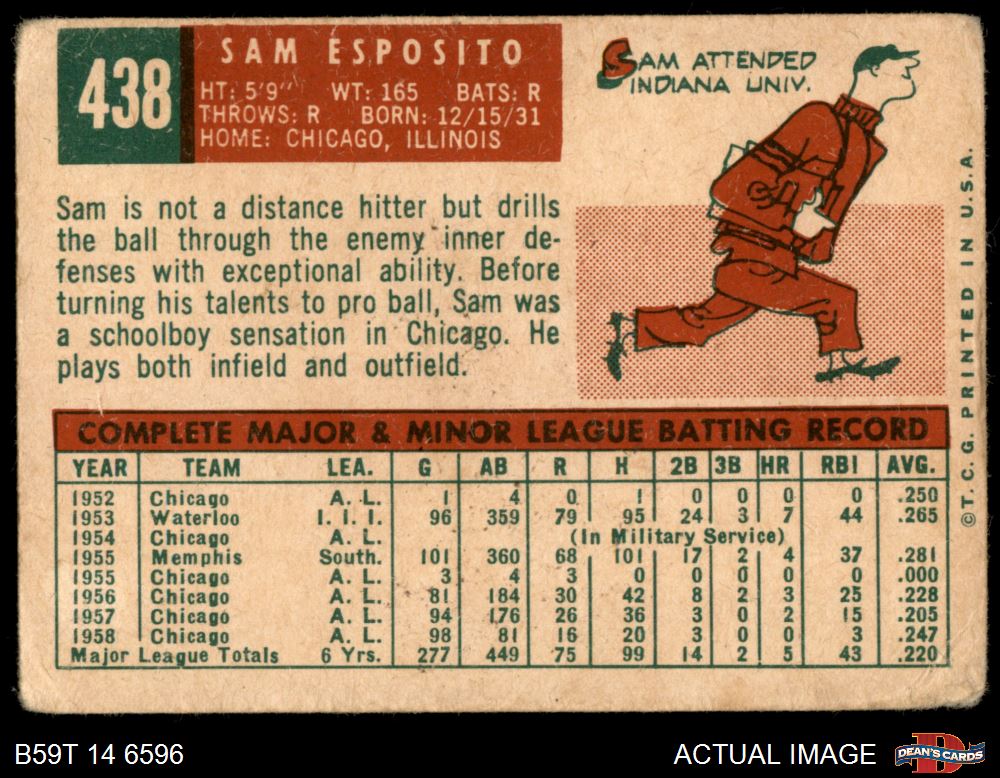 438
SAM ESPOSITO
HT: 5'9" WT: 165 BATS: R
THROWS: R BORN: 12/15/31
HOME: CHICAGO, ILLINOIS
SAM ATTENDED
INDIANA UNIV.
Sam is not a distance hitter but drills
the ball through the enemy inner de-
fenses with exceptional ability. Before
turning his talents to pro ball, Sam was
a schoolboy sensation in Chicago. He
plays both infield and outfield.
COMPLETE MAJOR & MINOR LEAGUE BATTING RECORD
YEAR TEAM LEA. G AB R H 2B 3B HR RBI AVG.
1952 Chicago A. L. 1 4 0 1 0 0 0 0 .250
1953 Waterloo I. I. I. 96 359 79 95 24 3 7 44 .265
1954 Chicago A. L. (In Military Service)
1955 Memphis South. 101 360 68 101 17 2 4 37 .281
1955 Chicago A. L. 3 4 3 0 0 0 0 0 .000
1956 Chicago A. L. 81 184 30 42 8 2 3 25 .228
1957 Chicago A. L. 94 176 26 36 3 0 2 15 .205
1958 Chicago A. L. 98 81 16 20 3 0 0 3 .247
Major League Totals 6 Yrs. 277 449 75 99 14 2 5 43 .220
© T. C. G. PRINTED IN U.S.A.
B59T 14 6596
ACTUAL IMAGE
D
DEAN'S CARDS